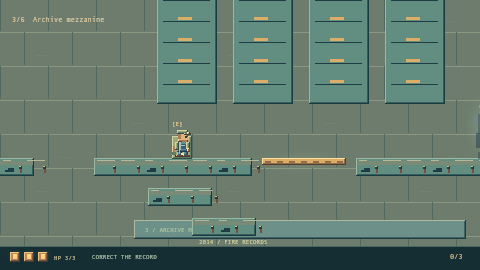 3/6 Archive mezzanine
[E]
3 / ARCHIVE M
2014 / FIRE RECORDS
HP 3/3
CORRECT THE RECORD
0/3